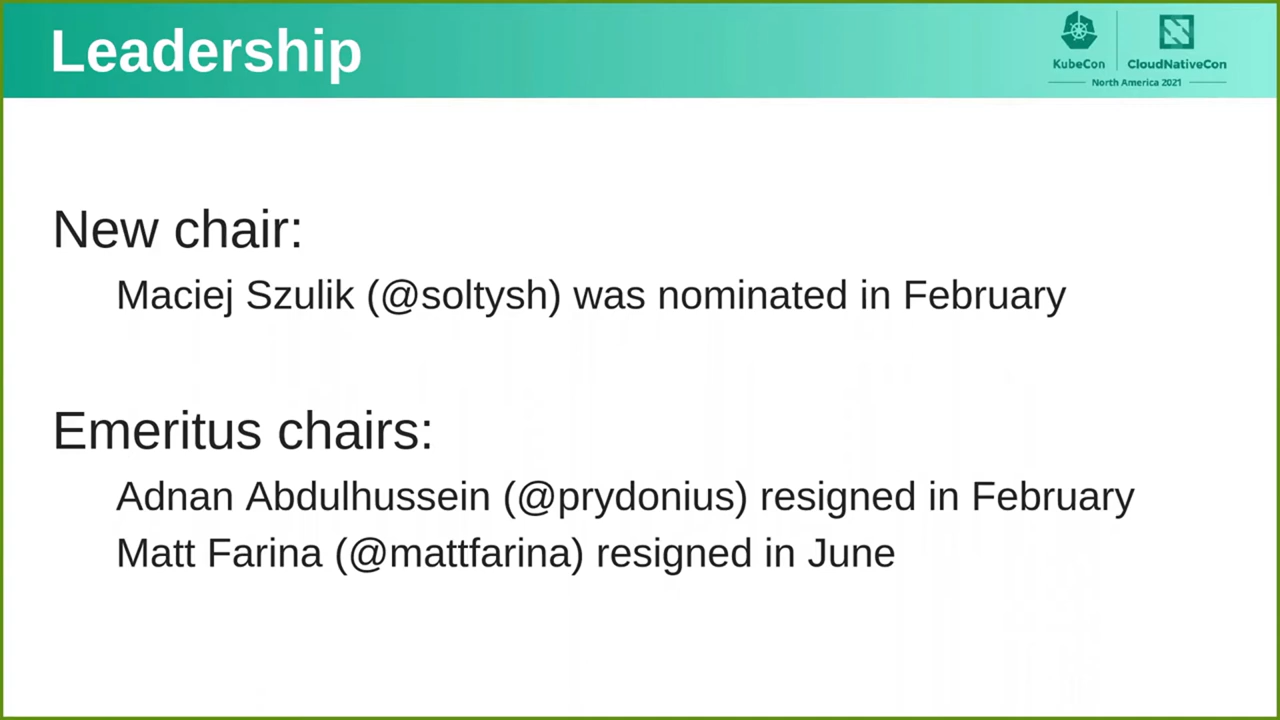 Leadership
KubeCon
CloudNativeCon
North America 2021
New chair:
Maciej Szulik (@soltysh) was nominated in February
Emeritus chairs:
Adnan Abdulhussein (@prydonius) resigned in February
Matt Farina (@mattfarina) resigned in June